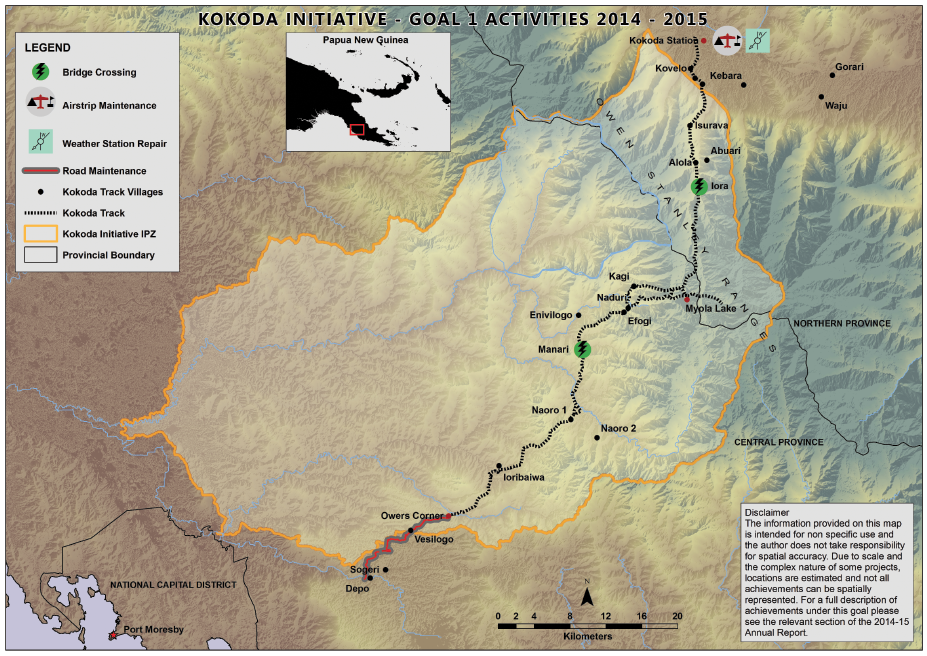 KOKODA INITIATIVE - GOAL 1 ACTIVITIES 2014 - 2015
LEGEND
Bridge Crossing
Airstrip Maintenance
Weather Station Repair
Road Maintenance
Kokoda Track Villages
Kokoda Track
Kokoda Initiative IPZ
Provincial Boundary
Papua New Guinea
Kokoda Station
Kovelo
Kebara
Gorari
Waju
Isurava
Abuari
Alola
Iora
OWEN STANLEY RANGES
Kagi
Naduri
Myola Lake
Efogi
Enivilogo
NORTHERN PROVINCE
Manari
Naoro 1
Naoro 2
CENTRAL PROVINCE
Ioribaiwa
Owers Corner
Vesilogo
Sogeri
Depo
NATIONAL CAPITAL DISTRICT
Port Moresby
N
0 2 4 8 12 16 20
Kilometers
Disclaimer
The information provided on this map
is intended for non specific use and
the author does not take responsibility
for spatial accuracy. Due to scale and
the complex nature of some projects,
locations are estimated and not all
achievements can be spatially
represented. For a full description of
achievements under this goal please
see the relevant section of the 2014-15
Annual Report.